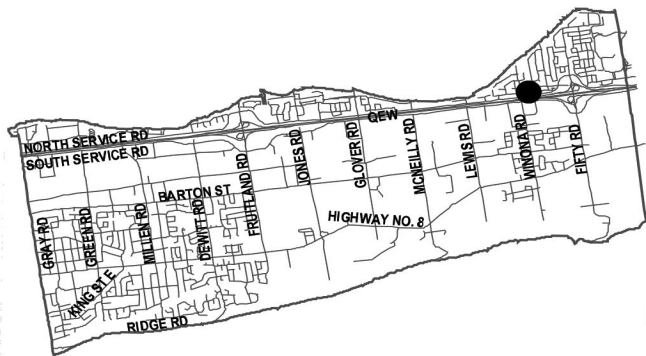 QEW
NORTH SERVICE RD
SOUTH SERVICE RD
BARTON ST
GRAY RD
GREEN RD
MILLEN RD
DEWITT RD
FRUITLAND RD
JONES RD
GLOVER RD
MCNEILLY RD
LEWIS RD
WINONA RD
FIFTY RD
HIGHWAY NO. 8
KING ST E
RIDGE RD